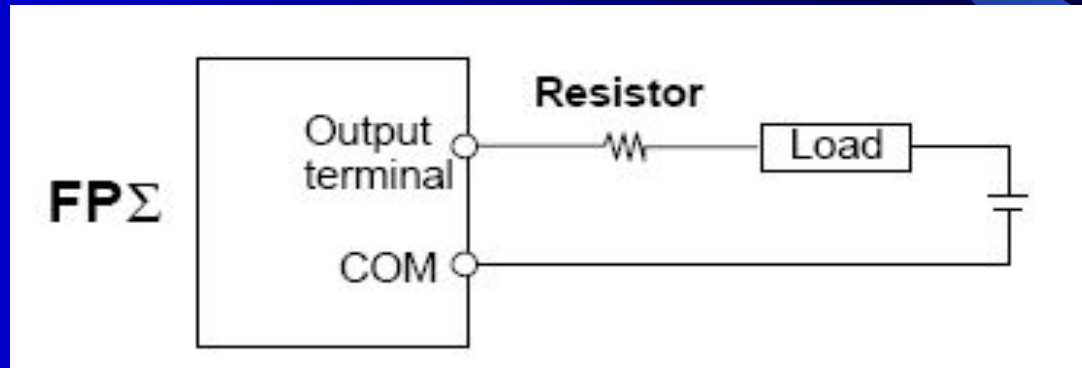 Resistor
Output
terminal
Load
FPΣ
COM